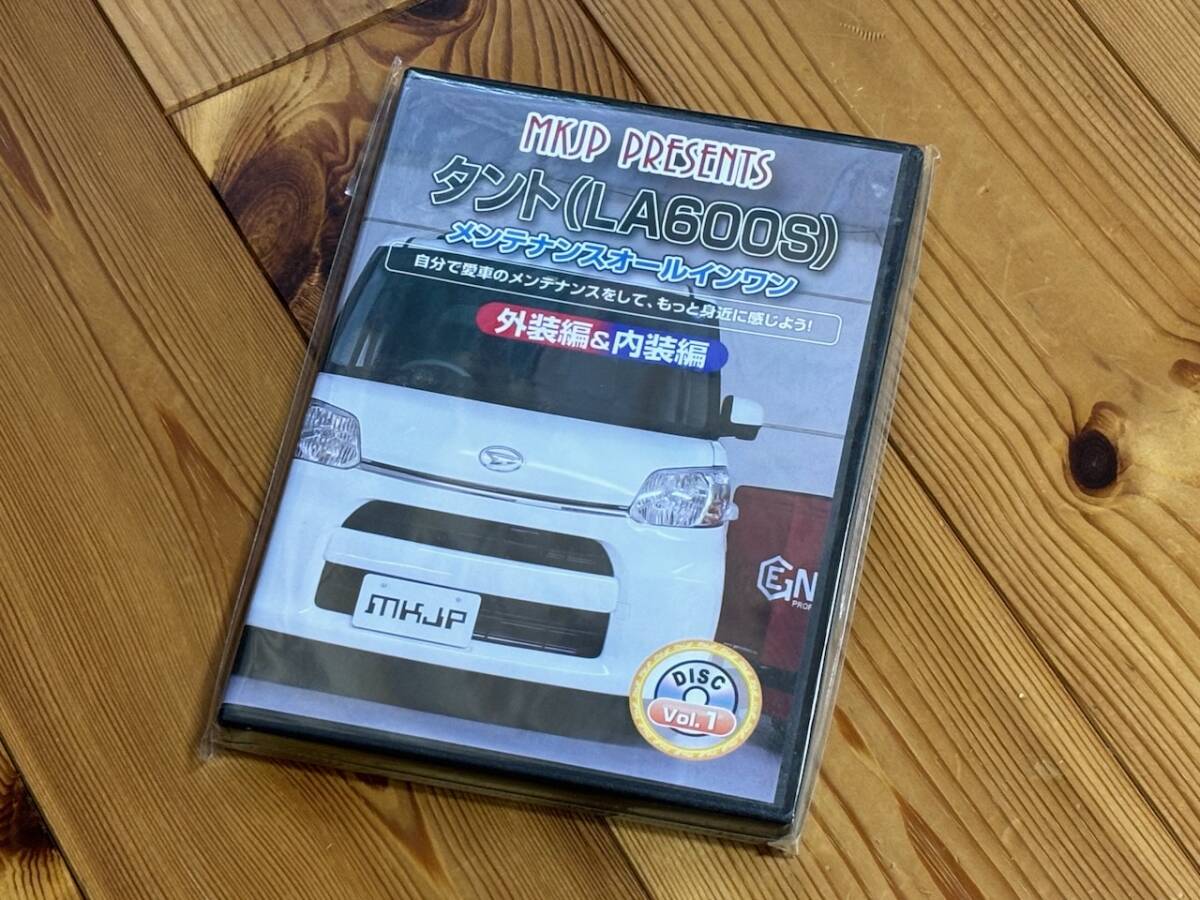 MKJP PRESENTS
タント(LA600S)
メンテナンスオールインワン
自分で愛車のメンテナンスをして、もっと身近に感じよう!
外装編&内装編
MKJP
DISC
Vol.1